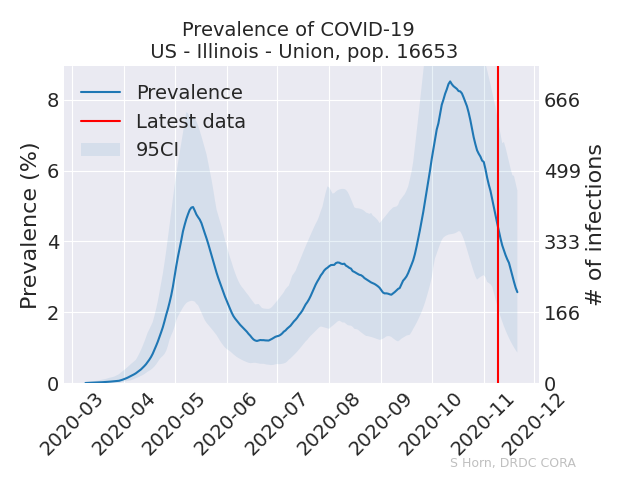 Prevalence of COVID-19
US - Illinois - Union, pop. 16653
Prevalence
Latest data
95CI
Prevalence (%)
8
6
4
2
0
666
499
333
166
0
# of infections
2020-03
2020-04
2020-05
2020-06
2020-07
2020-08
2020-09
2020-10
2020-11
2020-12
S Horn, DRDC CORA